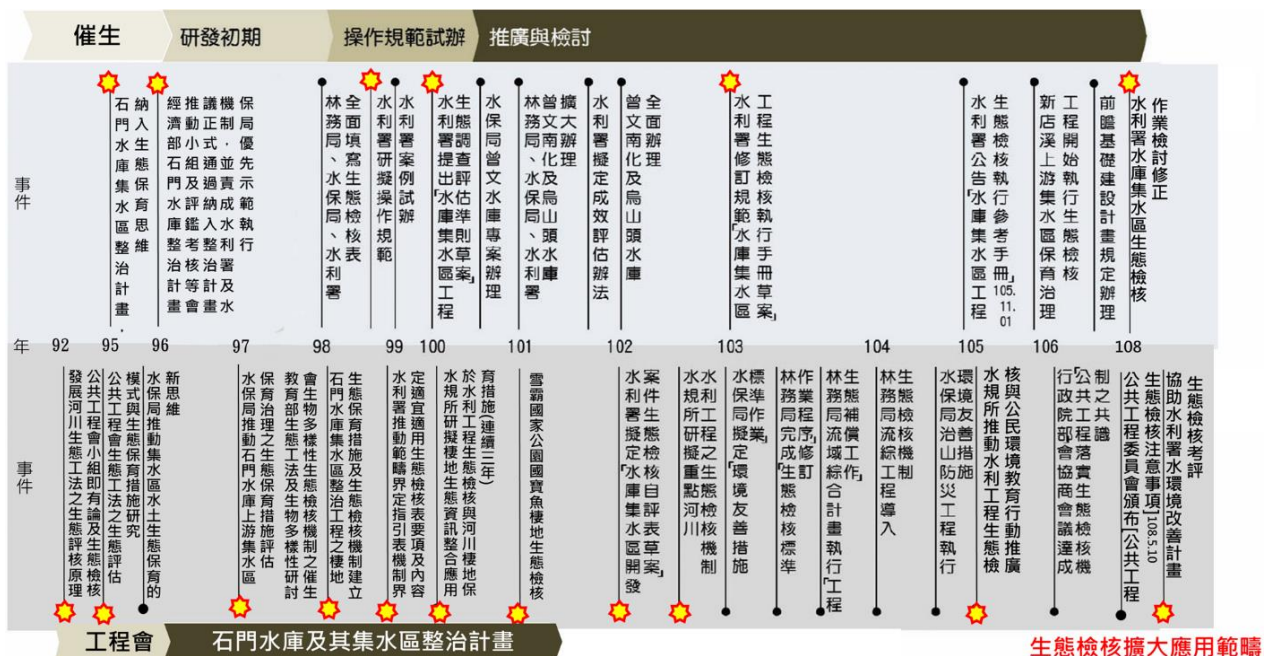 催生
研發初期
操作規範試辦
推廣與檢討
事件
石門水庫集水區整治計畫，
納入生態保育思維
經濟部石門水庫整治計畫
推動小組及評鑑考核等會
議正式通過納入整治計畫
機制，並責成水利署及水
保局優先示範執行
林務局、水保局、水利署
全面填寫生態檢核表
水利署研擬操作規範
水利署案例試辦
水利署提出「水庫集水區工程
生態調查評估準則草案」
水保局曾文水庫專案辦理
林務局、水保局、水利署
曾文南化及烏山頭水庫
擴大辦理
水利署擬定成效評估辦法
曾文南化及烏山頭水庫
全面辦理
水利署修訂規範「水庫集水區
工程生態檢核執行手冊草案」
水利署公告「水庫集水區工程
生態檢核執行參考手冊」105.11.01
新店溪上游集水區保育治理
工程開始執行生態檢核
前瞻基礎建設計畫規定辦理
水利署水庫集水區生態檢核
作業檢討修正
年 92 95 96 97 98 99 100 101 102 103 104 105 106 108
事件
發展河川生態工法之生態評核原理
公共工程會小組即有論及生態檢核
公共工程會生態工法之生態評估
模式與生態保育措施研究
水保局推動集水區水土生態保育的
新思維
水保局推動石門水庫上游集水區
保育治理之生態保育措施評估
教育部生態工法及生物多樣性研討
會生物多樣性生態檢核機制之催生
石門水庫集水區整治工程之棲地
生態保育措施及生態檢核機制建立
水利署推動範疇界定指引表機制界
定適宜適用生態檢核表要項及內容
水規所研擬棲地生態資訊整合應用
於水利工程生態檢核與河川棲地保
育措施(連續三年)
雪霸國家公園國寶魚棲地生態檢核
水利署擬定「水庫集水區開發
案件生態檢核自評表草案」
水規所研擬重點河川
水利工程之生態檢核機制
水保局擬定環境友善措施
標準作業
林務局完成「生態檢核標準
作業程序」修訂
林務局流域綜合計畫執行「工程
生態補償工作」
林務局流綜工程導入
生態檢核機制
水保局治山防災工程執行
環境友善措施
水規所推動水利工程生態檢
核與公民環境教育行動推廣
行政院部會協商會議達成
「公共工程落實生態檢核機
制之共識
公共工程委員會頒布「公共工程
生態檢核注意事項」108.5.10
協助水利署水環境改善計畫
生態檢核考評
工程會
石門水庫及其集水區整治計畫
生態檢核擴大應用範疇